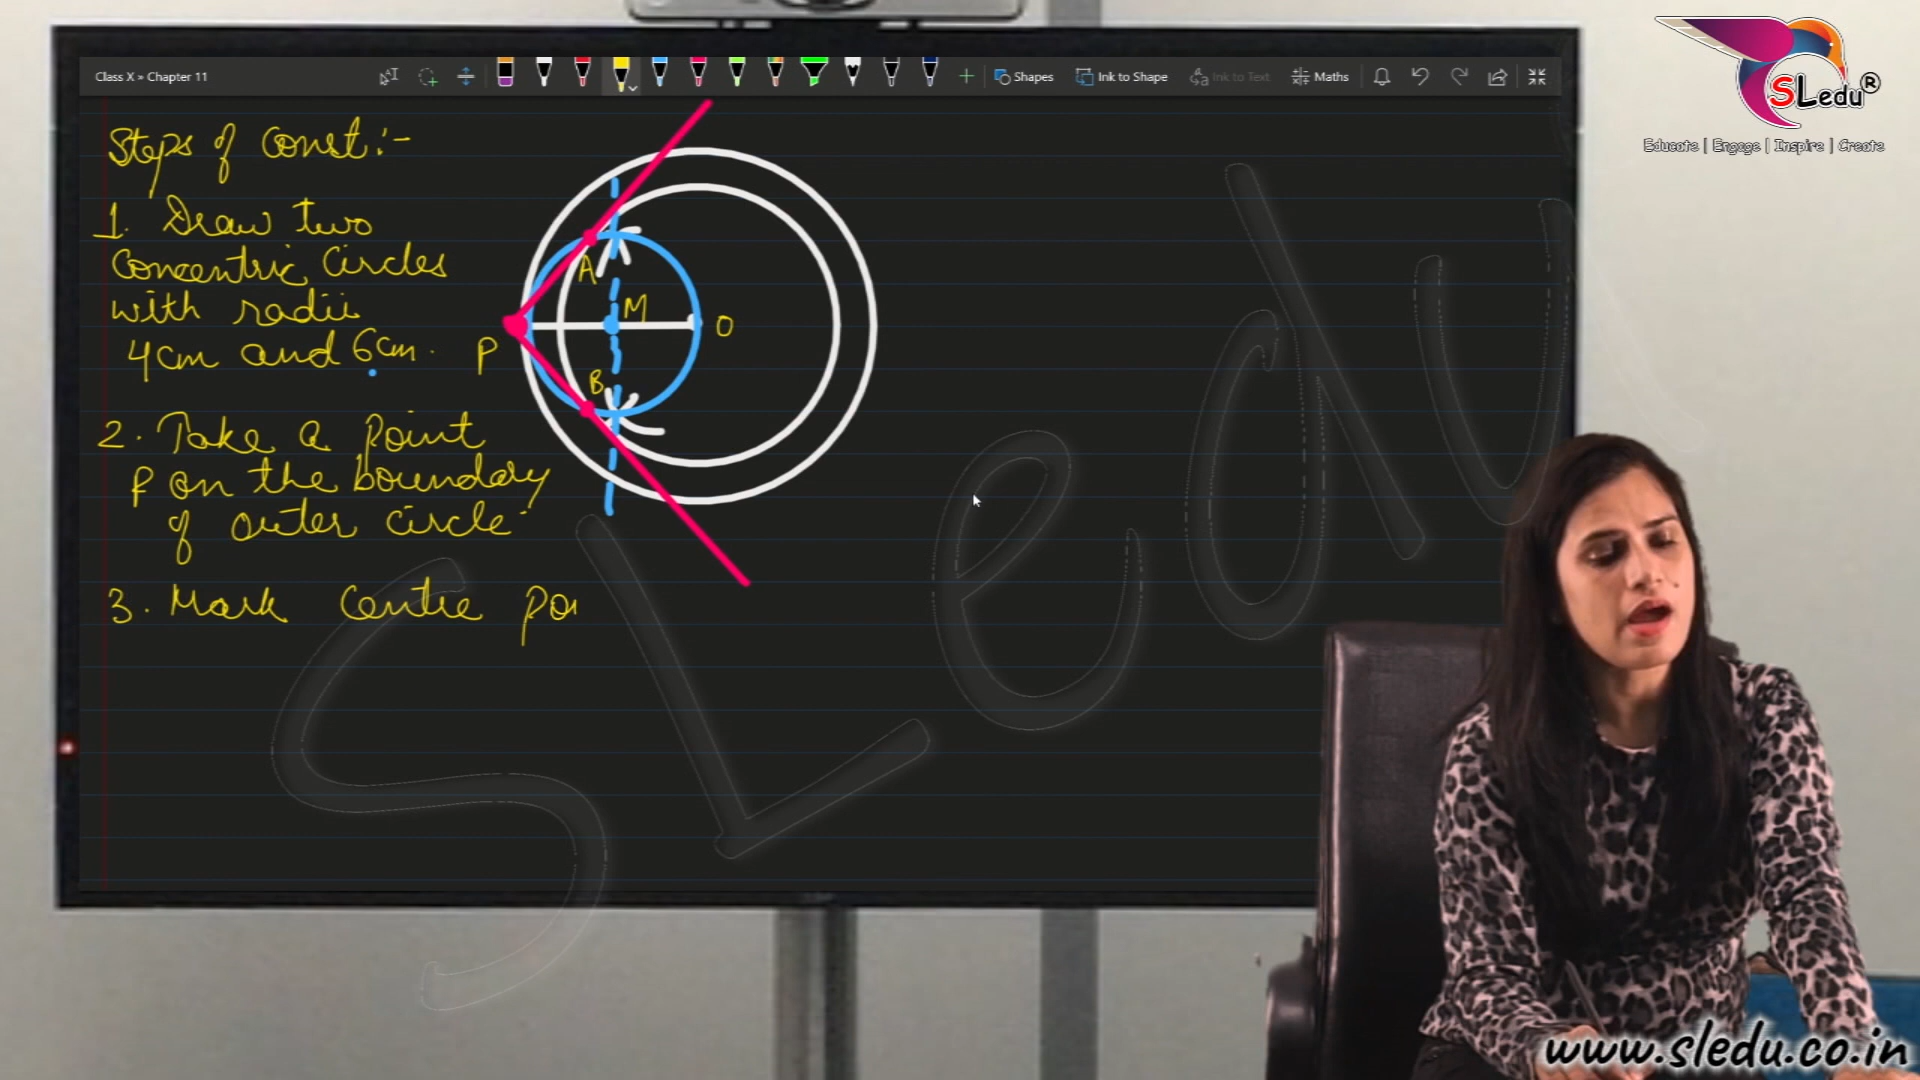 Class X » Chapter 11
Shapes
Ink to Shape
Ink to Text
Maths
SLedu®
Educate | Engage | Inspire | Create
Steps of Const:-
1. Draw two
Concentric Circles
with radii
4cm and 6cm.
2. Take a point
P on the boundary
of outer circle.
3. Mark Centre poi
A
M
O
P
B
SLedu
www.sledu.co.in